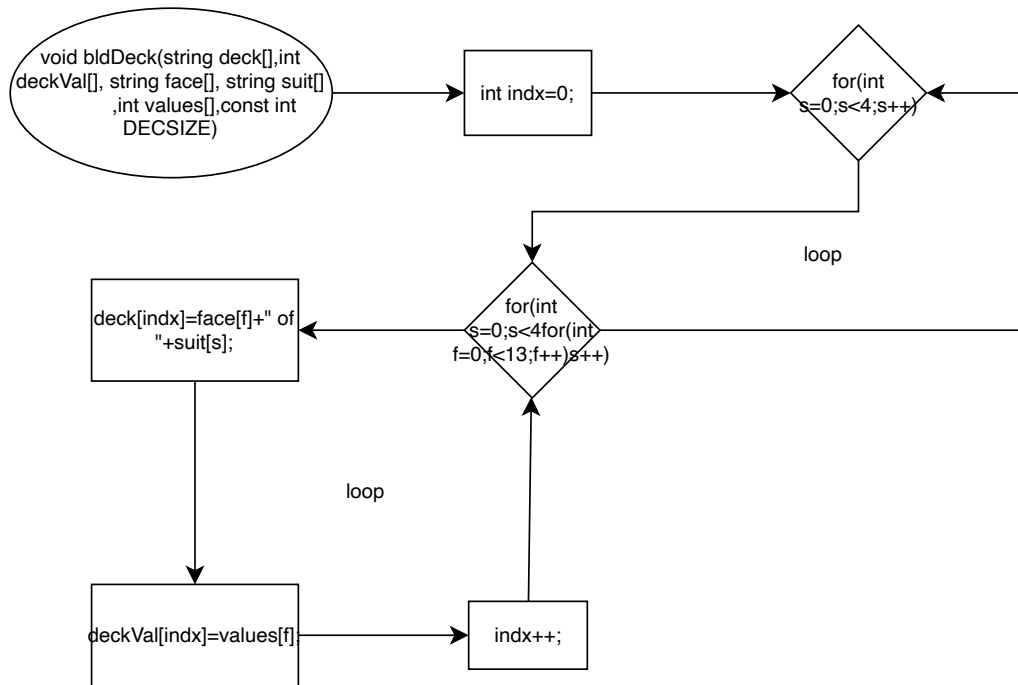 void bldDeck(string deck[],int
deckVal[], string face[], string suit[]
,int values[],const int
DECSIZE)
int indx=0;
for(int
s=0;s<4;s++)
loop
for(int
s=0;s<4for(int
f=0;f<13;f++)s++)
deck[indx]=face[f]+" of
"+suit[s];
loop
deckVal[indx]=values[f];
indx++;